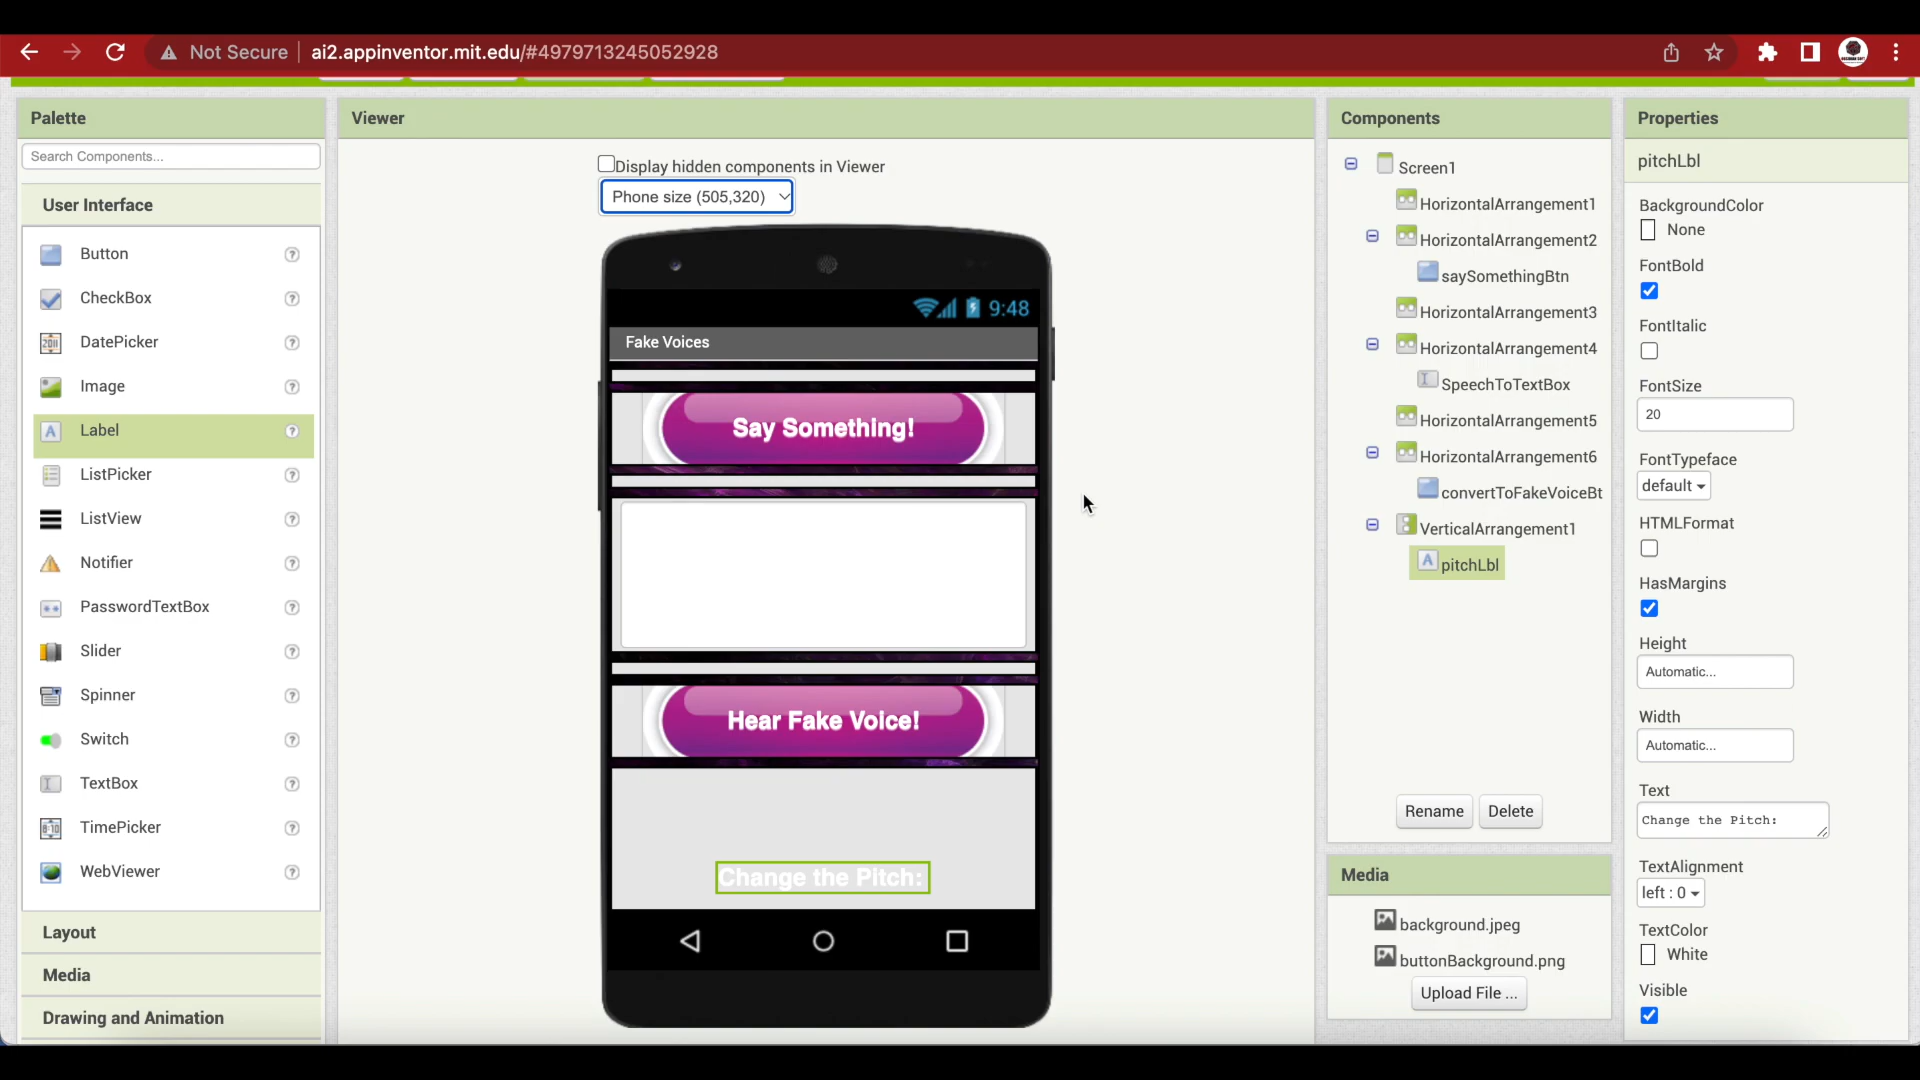 Not Secure
ai2.appinventor.mit.edu/#4979713245052928
Palette
Search Components...
User Interface
Button
CheckBox
DatePicker
Image
Label
ListPicker
ListView
Notifier
PasswordTextBox
Slider
Spinner
Switch
TextBox
TimePicker
WebViewer
Layout
Media
Drawing and Animation
Viewer
Display hidden components in Viewer
Phone size (505,320)
9:48
Fake Voices
Say Something!
Hear Fake Voice!
Change the Pitch:
Components
Screen1
HorizontalArrangement1
HorizontalArrangement2
saySomethingBtn
HorizontalArrangement3
HorizontalArrangement4
SpeechToTextBox
HorizontalArrangement5
HorizontalArrangement6
convertToFakeVoiceBt
VerticalArrangement1
pitchLbl
Rename
Delete
Media
background.jpeg
buttonBackground.png
Upload File ...
Properties
pitchLbl
BackgroundColor
None
FontBold
FontItalic
FontSize
20
FontTypeface
default
HTMLFormat
HasMargins
Height
Automatic...
Width
Automatic...
Text
Change the Pitch:
TextAlignment
left : 0
TextColor
White
Visible